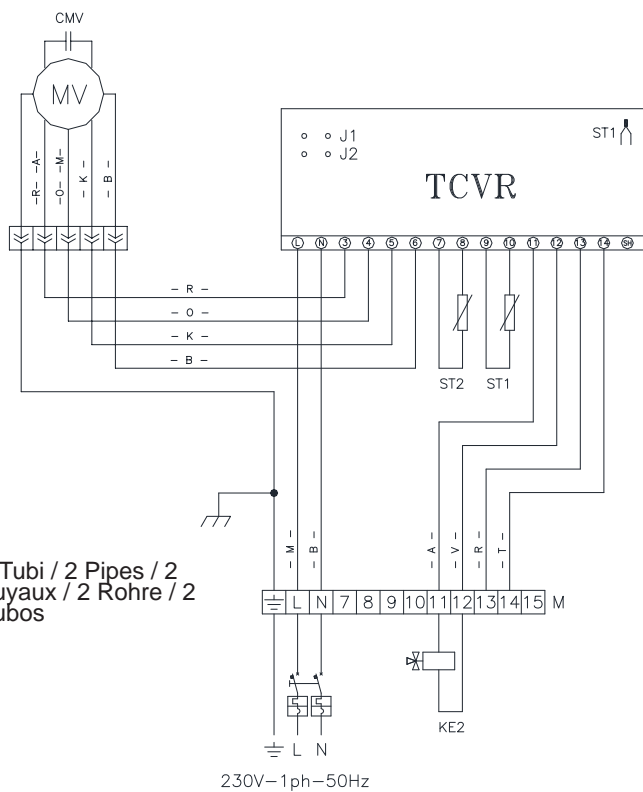 CMV
MV
J1
J2
ST1
TCVR
L N 3 4 5 6 7 8 9 10 11 12 13 14 SH
-R- -A- -O- -M- - K - - B -
- R -
- O -
- K -
- B -
ST2 ST1
- M - - B - - A - - V - - R - - T -
Tubi / 2 Pipes / 2
uyaux / 2 Rohre / 2
ubos
L N 7 8 9 10 11 12 13 14 15 M
KE2
L N
230V-1ph-50Hz